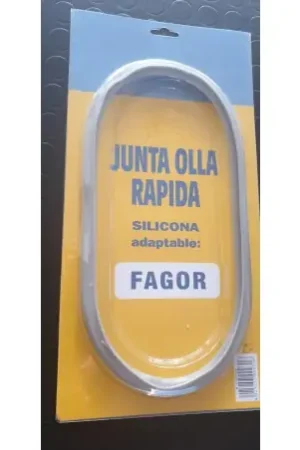 JUNTA OLLA
RAPIDA
SILICONA
adaptable:
FAGOR